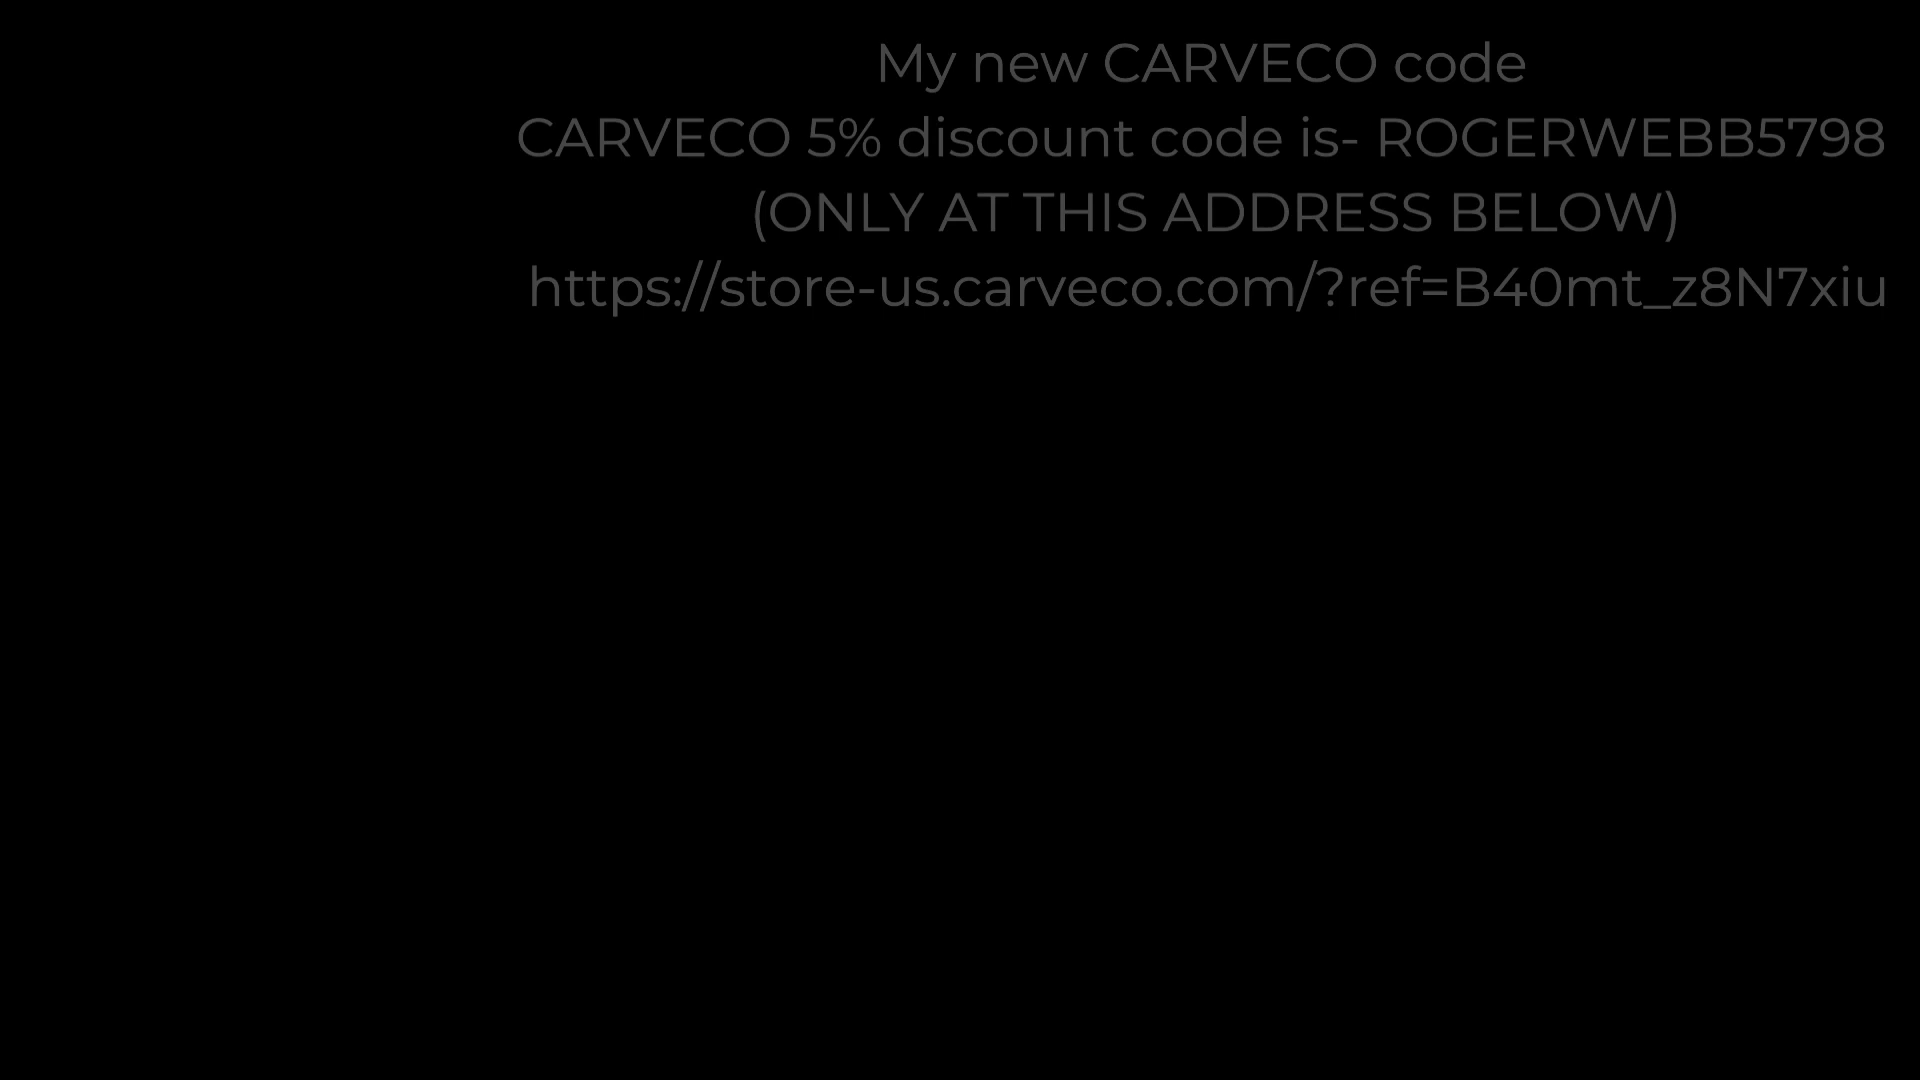 My new CARVECO code
CARVECO 5% discount code is- ROGERWEBB5798
(ONLY AT THIS ADDRESS BELOW)
https://store-us.carveco.com/?ref=B40mt_z8N7xiu